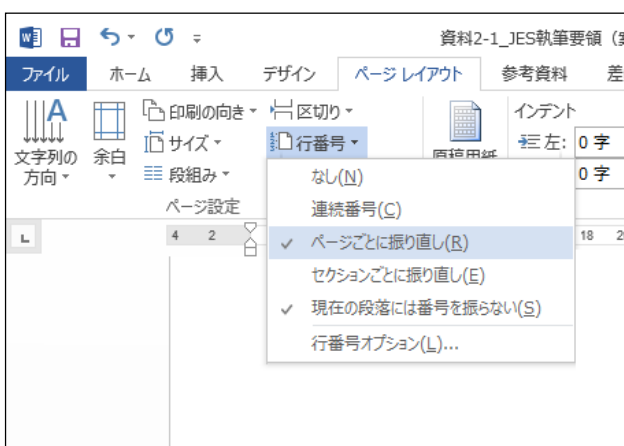 資料2-1_JES執筆要領（案
ファイル ホーム 挿入 デザイン ページ レイアウト 参考資料 差
文字列の方向 余白 印刷の向き 区切り インデント
サイズ 行番号 原稿用紙 左: 0 字
段組み 0 字
ページ設定
なし(N)
連続番号(C)
4 2 18 2
ページごとに振り直し(R)
セクションごとに振り直し(E)
現在の段落には番号を振らない(S)
行番号オプション(L)...